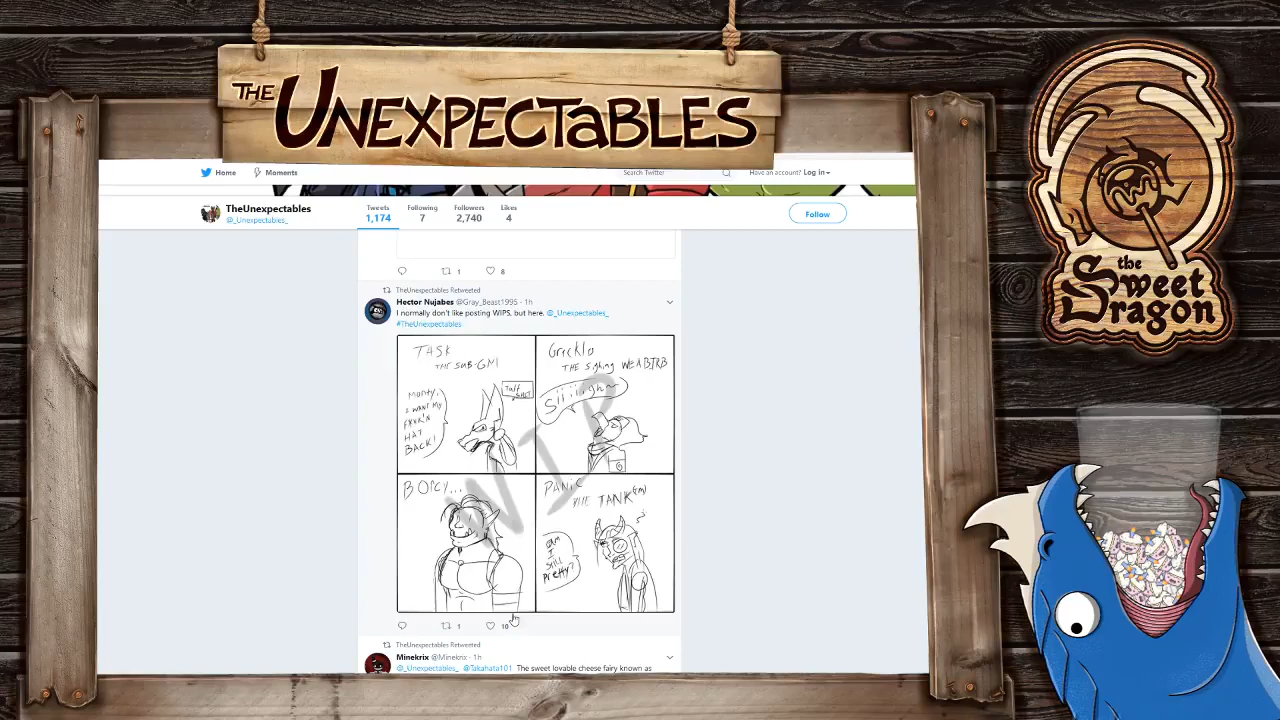 THE UNEXPECTaBLES
the Sweet Dragon
Home Moments Search Twitter Have an account? Log in
TheUnexpectables
@_Unexpectables_
Tweets Following Followers Likes
1,174 7 2,740 4
Follow
1 8
TheUnexpectables Retweeted
Hector Nujabes @Gray_Beast1995 · 1h
I normally don't like posting WIPS, but here. @_Unexpectables_
#TheUnexpectables
TASK
THE SUB-GM
Monty,
I WANT MY
HAT
BACK!
THE Sighing WEABIRB
BORCY...
PANIC
THE TANK(GM)
AM
I
still
pretty?
WIP
1 10
TheUnexpectables Retweeted
Minekrix @Minekrix · 1h
@_Unexpectables_ @Takahata101 The sweet lovable cheese fairy known as